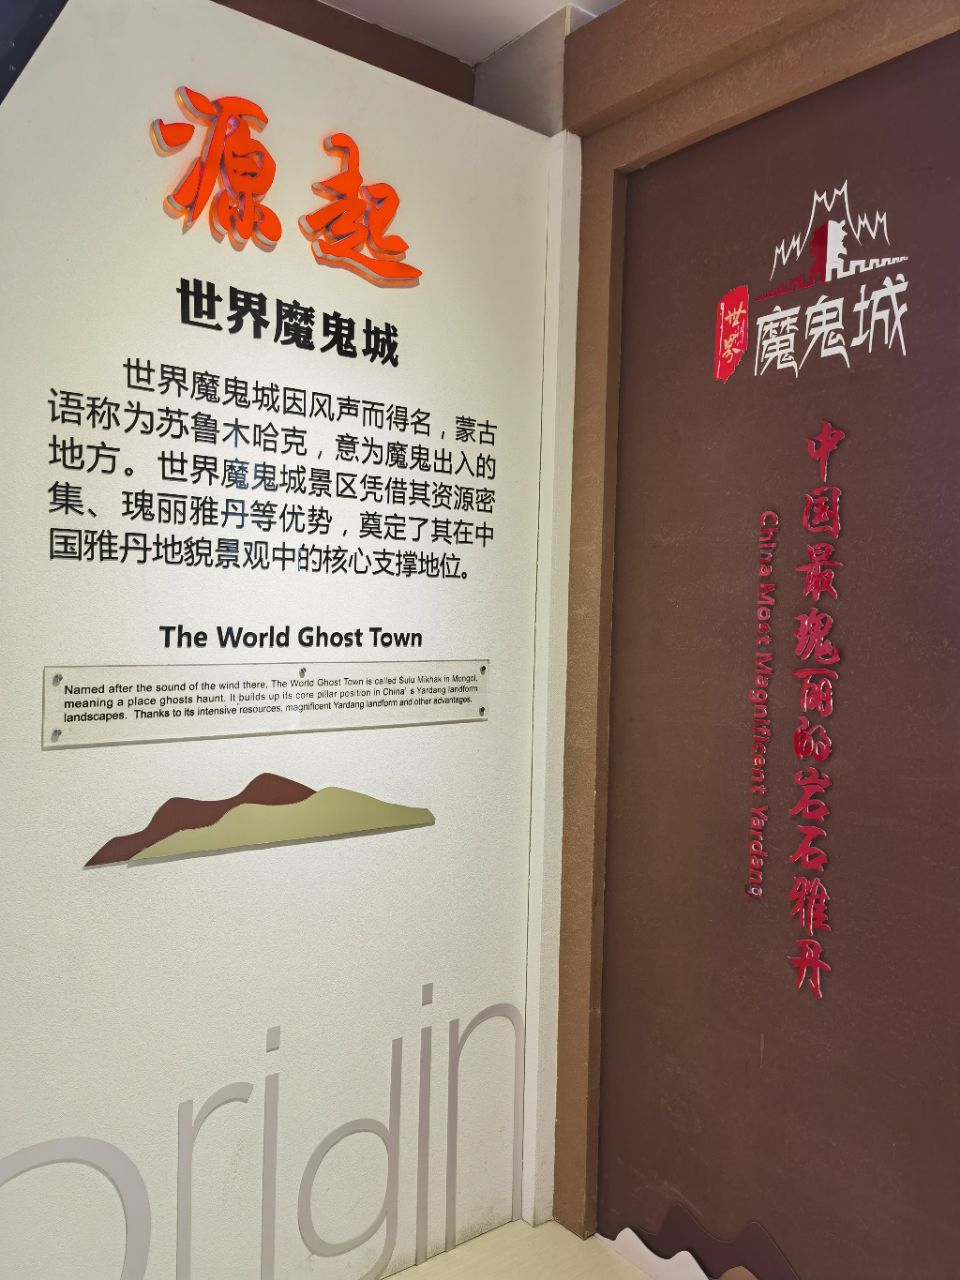 源起
世界魔鬼城
世界魔鬼城因风声而得名，蒙古
语称为苏鲁木哈克，意为魔鬼出入的
地方。世界魔鬼城景区凭借其资源密
集、瑰丽雅丹等优势，奠定了其在中
国雅丹地貌景观中的核心支撑地位。
The World Ghost Town
Named after the sound of the wind there, The World Ghost Town is called Sulu Mikhak in Mongol,
meaning a place ghosts haunt. It builds up its core pillar position in China's Yardang landform
landscapes. Thanks to its intensive resources, magnificent Yardang landform and other advantages.
origin
世界
魔鬼城
中国最瑰丽的岩石雅丹
China Most Magnificent Yardang